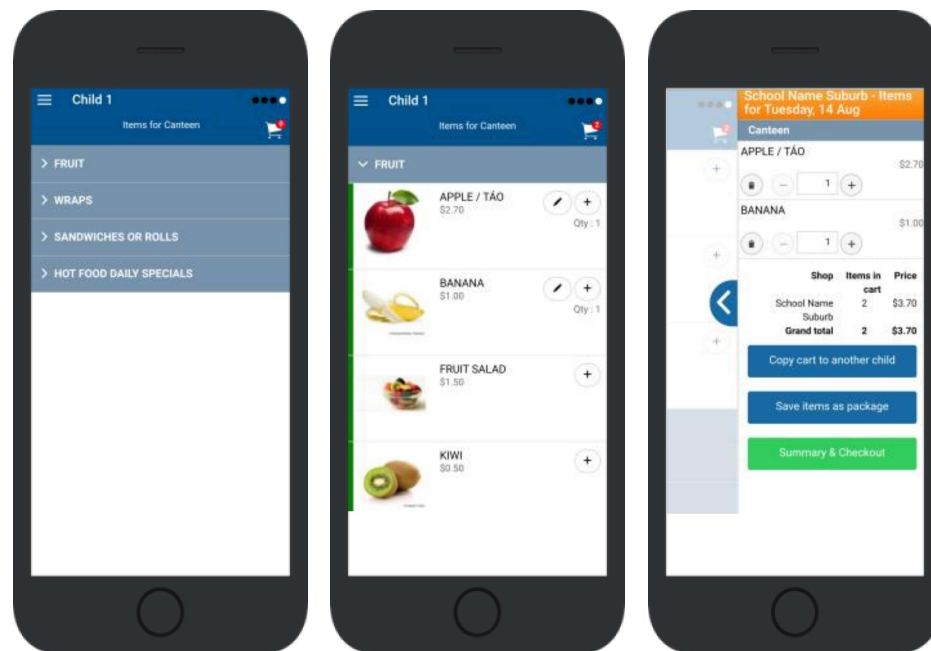 Child 1
Items for Canteen
FRUIT
WRAPS
SANDWICHES OR ROLLS
HOT FOOD DAILY SPECIALS
Child 1
Items for Canteen
2
FRUIT
APPLE / TÁO
$2.70
Qty : 1
BANANA
$1.00
Qty : 1
FRUIT SALAD
$1.50
KIWI
$0.50
School Name Suburb - Items
for Tuesday, 14 Aug
Canteen
APPLE / TÁO
$2.70
1
BANANA
$1.00
1
Shop Items in Price
cart
School Name 2 $3.70
Suburb
Grand total 2 $3.70
Copy cart to another child
Save items as package
Summary & Checkout